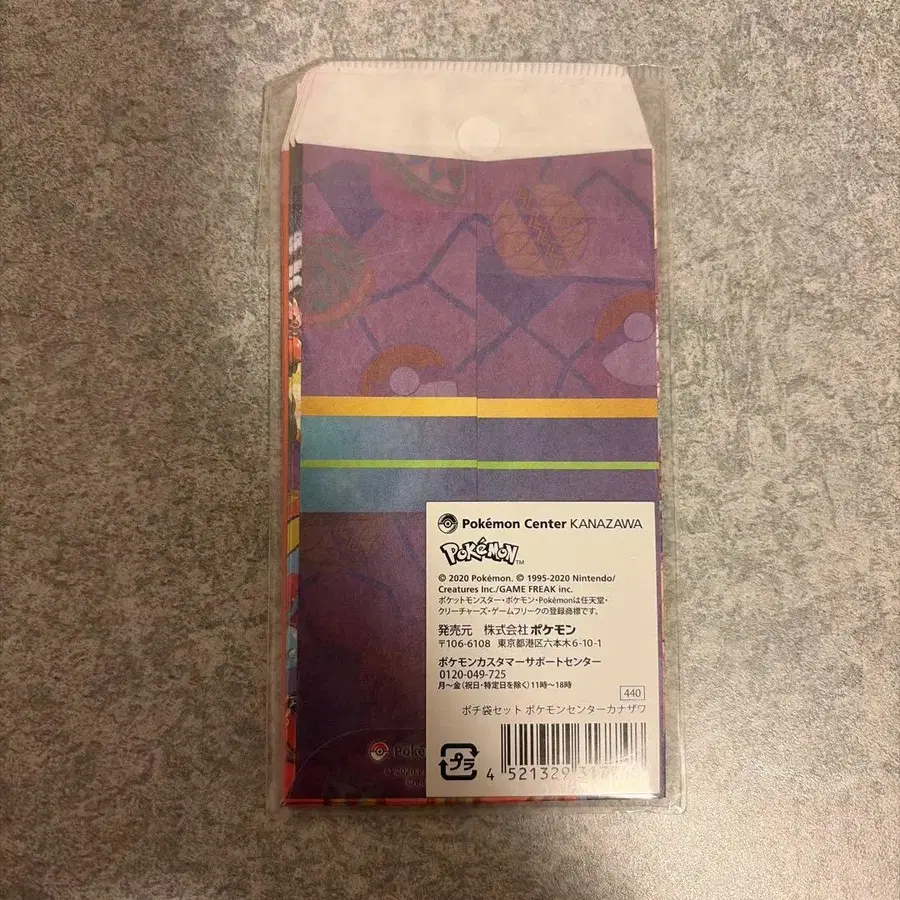 Pokémon Center KANAZAWA
POKéMON TM
© 2020 Pokémon. © 1995-2020 Nintendo/
Creatures Inc./GAME FREAK inc.
ポケットモンスター・ポケモン・Pokémonは任天堂・
クリーチャーズ・ゲームフリークの登録商標です。
発売元 株式会社ポケモン
〒106-6108 東京都港区六本木6-10-1
ポケモンカスタマーサポートセンター
0120-049-725
月〜金(祝日・特定日を除く)11時〜18時
440
ポチ袋セット ポケモンセンターカナザワ
プラ
4 521329
Poké
© 2020 P